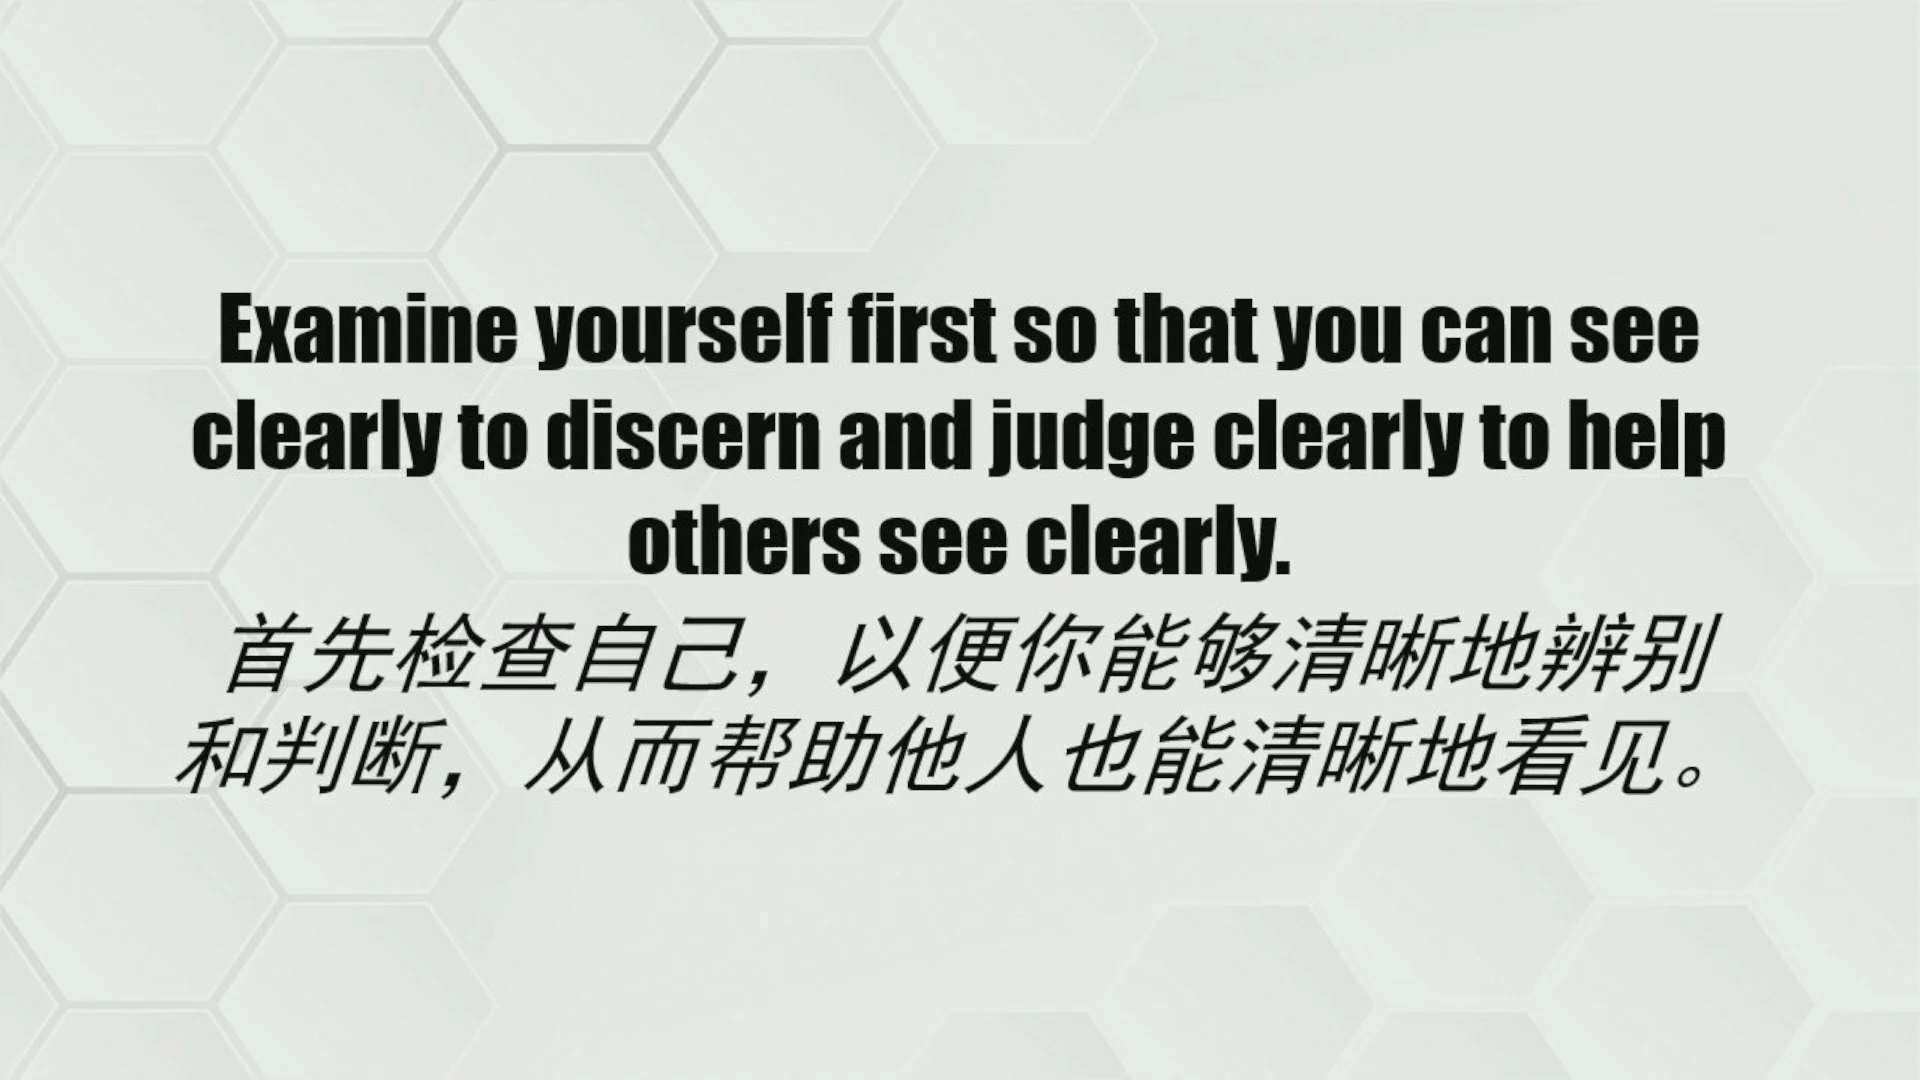 Examine yourself first so that you can see
clearly to discern and judge clearly to help
others see clearly.
首先检查自己，以便你能够清晰地辨别
和判断，从而帮助他人也能清晰地看见。